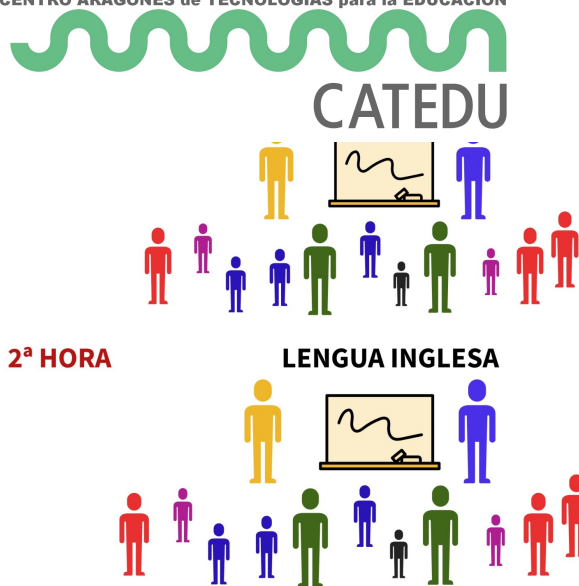 CENTRO ARAGONÉS de TECNOLOGÍAS para la EDUCACIÓN
CATEDU
2ª HORA LENGUA INGLESA